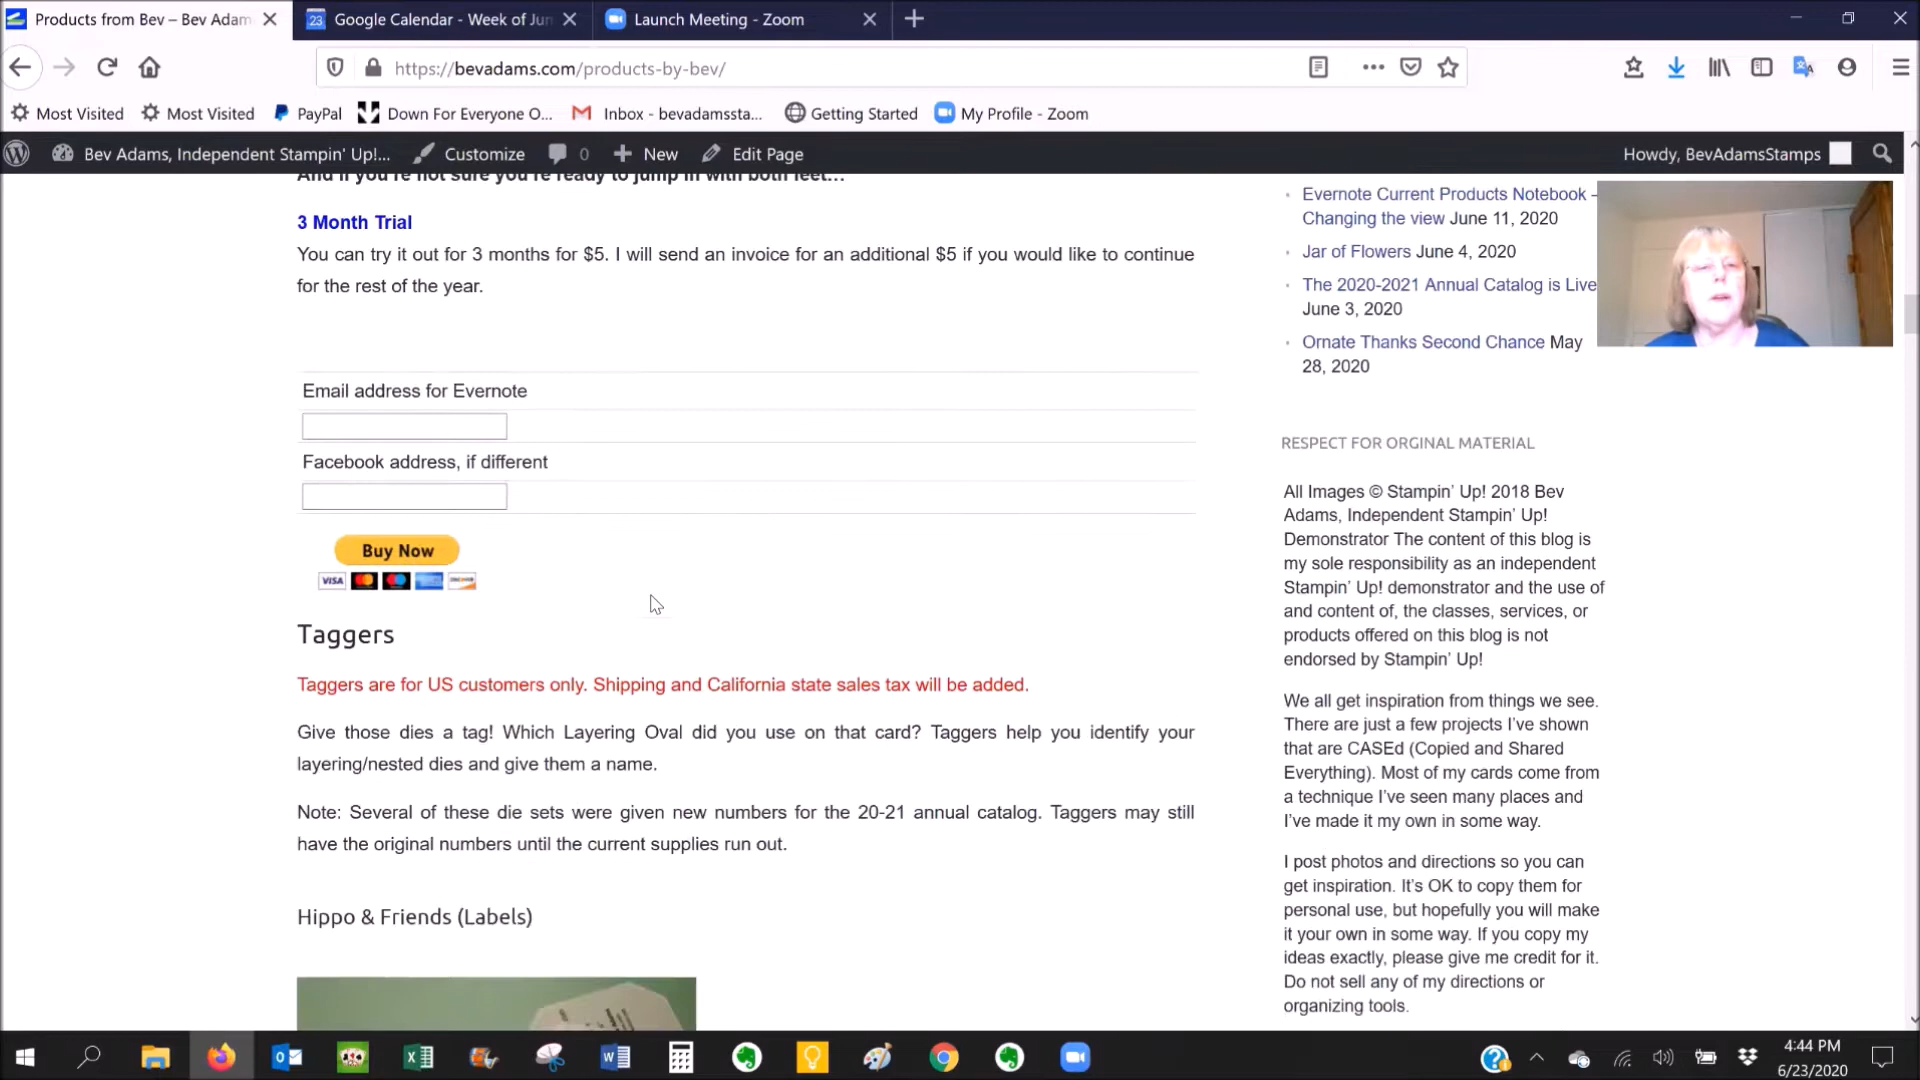 Products from Bev – Bev Adam
Google Calendar - Week of Jun
Launch Meeting - Zoom
https://bevadams.com/products-by-bev/
Most Visited
Most Visited
PayPal
Down For Everyone O...
Inbox - bevadamssta...
Getting Started
My Profile - Zoom
Bev Adams, Independent Stampin' Up!...
Customize
0
New
Edit Page
Howdy, BevAdamsStamps
And if you're not sure you're ready to jump in with both feet...
3 Month Trial
You can try it out for 3 months for $5. I will send an invoice for an additional $5 if you would like to continue
for the rest of the year.
Email address for Evernote
Facebook address, if different
Buy Now
VISA
Taggers
Taggers are for US customers only. Shipping and California state sales tax will be added.
Give those dies a tag! Which Layering Oval did you use on that card? Taggers help you identify your
layering/nested dies and give them a name.
Note: Several of these die sets were given new numbers for the 20-21 annual catalog. Taggers may still
have the original numbers until the current supplies run out.
Hippo & Friends (Labels)
Evernote Current Products Notebook –
Changing the view June 11, 2020
Jar of Flowers June 4, 2020
The 2020-2021 Annual Catalog is Live
June 3, 2020
Ornate Thanks Second Chance May
28, 2020
RESPECT FOR ORGINAL MATERIAL
All Images © Stampin' Up! 2018 Bev
Adams, Independent Stampin' Up!
Demonstrator The content of this blog is
my sole responsibility as an independent
Stampin' Up! demonstrator and the use of
and content of, the classes, services, or
products offered on this blog is not
endorsed by Stampin' Up!
We all get inspiration from things we see.
There are just a few projects I've shown
that are CASEd (Copied and Shared
Everything). Most of my cards come from
a technique I've seen many places and
I've made it my own in some way.
I post photos and directions so you can
get inspiration. It's OK to copy them for
personal use, but hopefully you will make
it your own in some way. If you copy my
ideas exactly, please give me credit for it.
Do not sell any of my directions or
organizing tools.
4:44 PM
6/23/2020